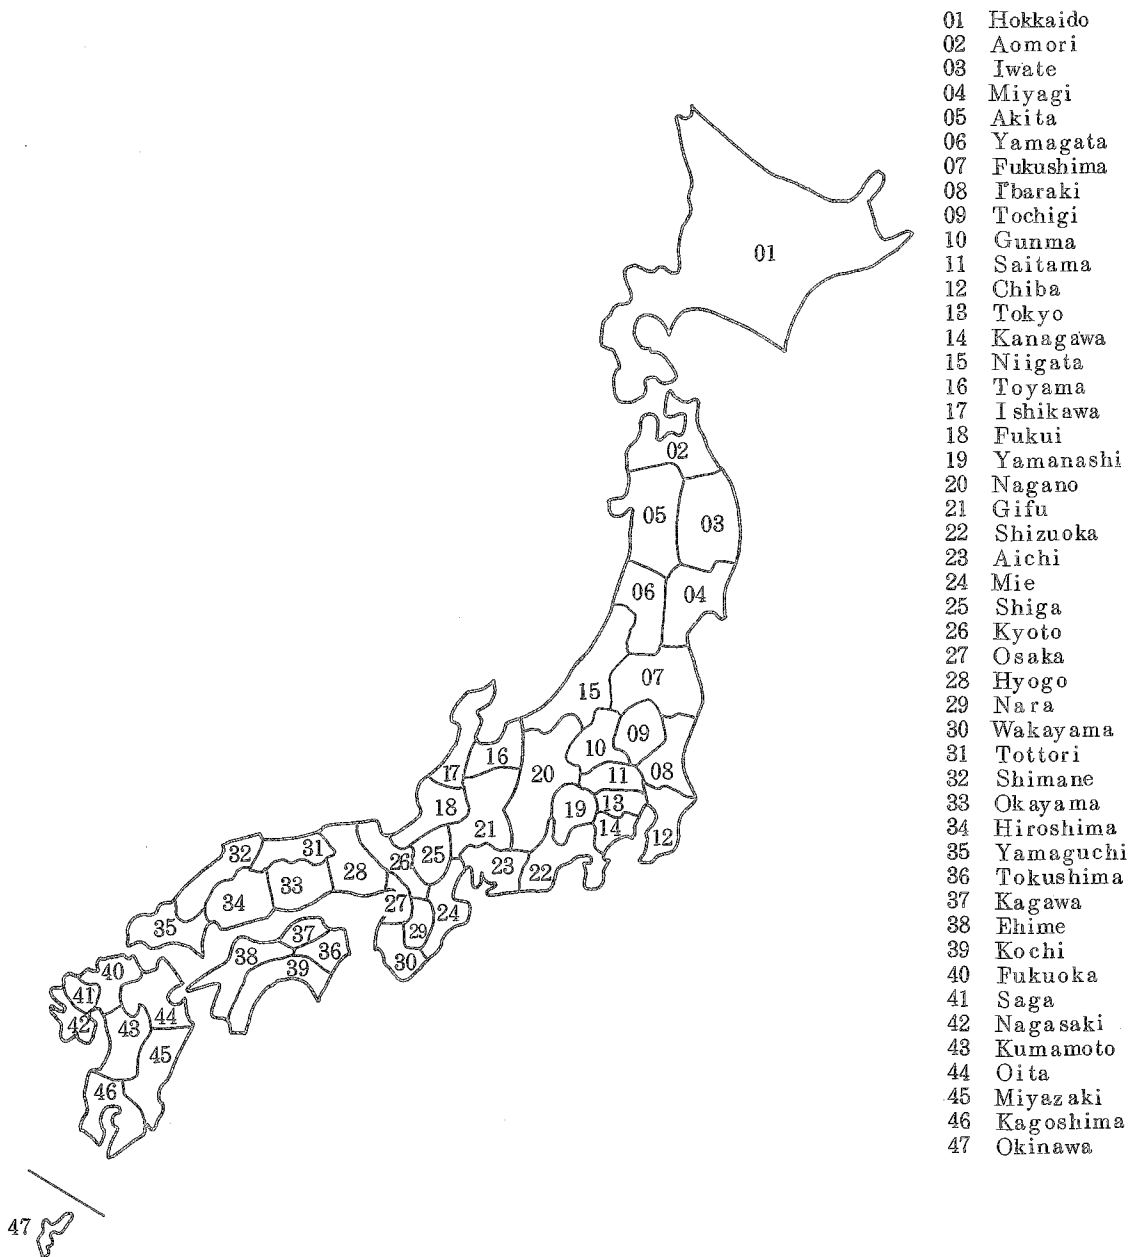 01 Hokkaido
02 Aomori
03 Iwate
04 Miyagi
05 Akita
06 Yamagata
07 Fukushima
08 Ibaraki
09 Tochigi
10 Gunma
11 Saitama
12 Chiba
13 Tokyo
14 Kanagawa
15 Niigata
16 Toyama
17 Ishikawa
18 Fukui
19 Yamanashi
20 Nagano
21 Gifu
22 Shizuoka
23 Aichi
24 Mie
25 Shiga
26 Kyoto
27 Osaka
28 Hyogo
29 Nara
30 Wakayama
31 Tottori
32 Shimane
33 Okayama
34 Hiroshima
35 Yamaguchi
36 Tokushima
37 Kagawa
38 Ehime
39 Kochi
40 Fukuoka
41 Saga
42 Nagasaki
43 Kumamoto
44 Oita
45 Miyazaki
46 Kagoshima
47 Okinawa
01
02
05
03
06
04
07
15
09
10
16
17
20
11
08
18
19
13
21
14
12
32
31
28
26
25
23
22
33
34
27
24
35
29
37
38
36
30
39
40
41
44
42
43
45
46
47